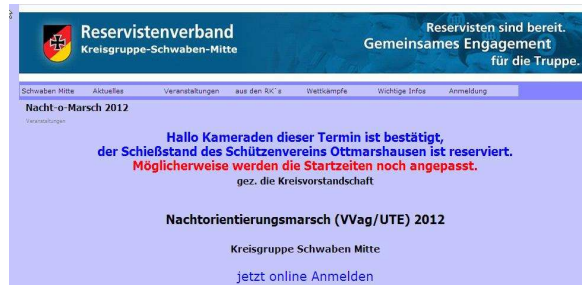 Reservistenverband
Kreisgruppe-Schwaben-Mitte
Reservisten sind bereit.
Gemeinsames Engagement
für die Truppe.
Schwaben Mitte Aktuelles Veranstaltungen aus den RK´s Wettkämpfe Wichtige Infos Anmeldung
Nacht-o-Marsch 2012
Veranstaltungen
Hallo Kameraden dieser Termin ist bestätigt,
der Schießstand des Schützenvereins Ottmarshausen ist reserviert.
Möglicherweise werden die Startzeiten noch angepasst.
gez. die Kreisvorstandschaft
Nachtorientierungsmarsch (VVag/UTE) 2012
Kreisgruppe Schwaben Mitte
jetzt online Anmelden